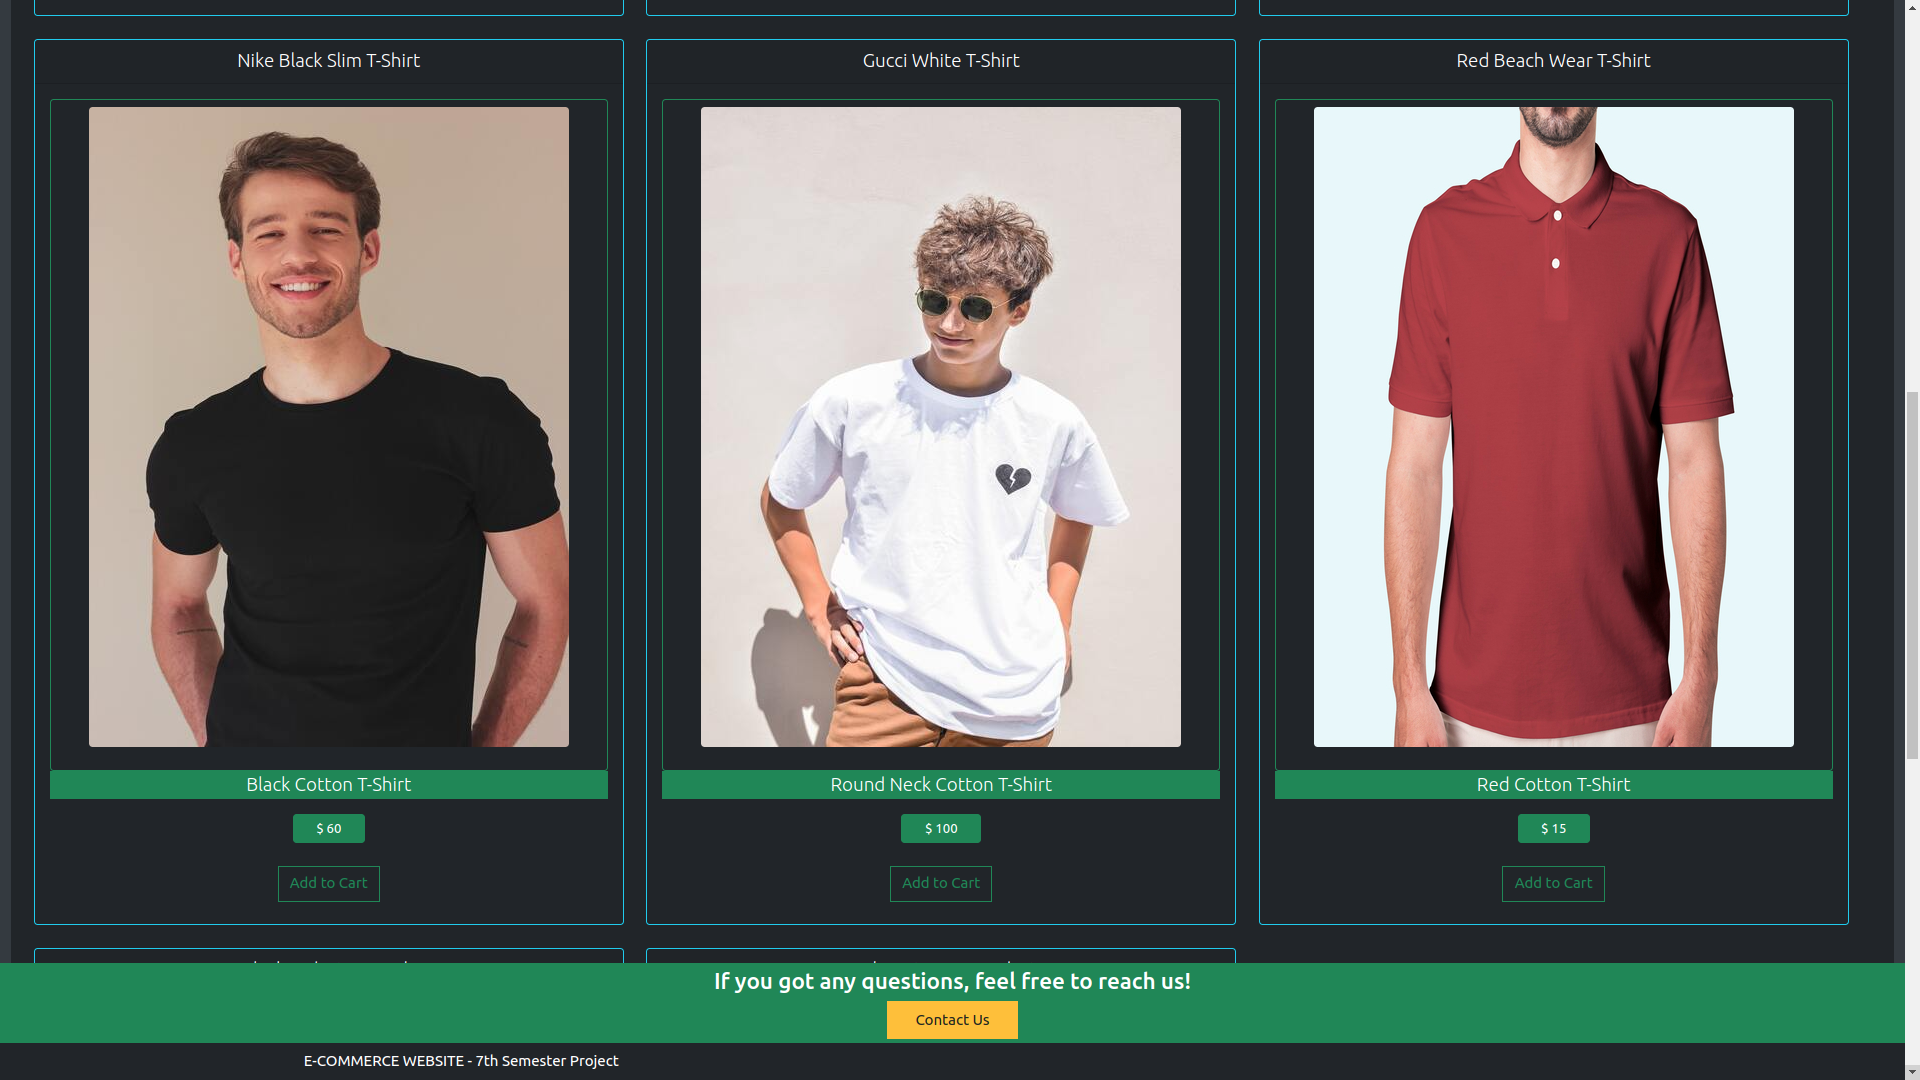 Nike Black Slim T-Shirt
Gucci White T-Shirt
Red Beach Wear T-Shirt
Black Cotton T-Shirt
Round Neck Cotton T-Shirt
Red Cotton T-Shirt
$ 60
$ 100
$ 15
Add to Cart
Add to Cart
Add to Cart
If you got any questions, feel free to reach us!
Contact Us
E-COMMERCE WEBSITE - 7th Semester Project